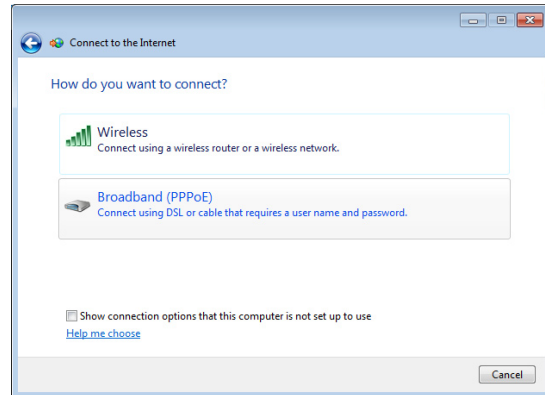 Connect to the Internet
How do you want to connect?
Wireless
Connect using a wireless router or a wireless network.
Broadband (PPPoE)
Connect using DSL or cable that requires a user name and password.
Show connection options that this computer is not set up to use
Help me choose
Cancel